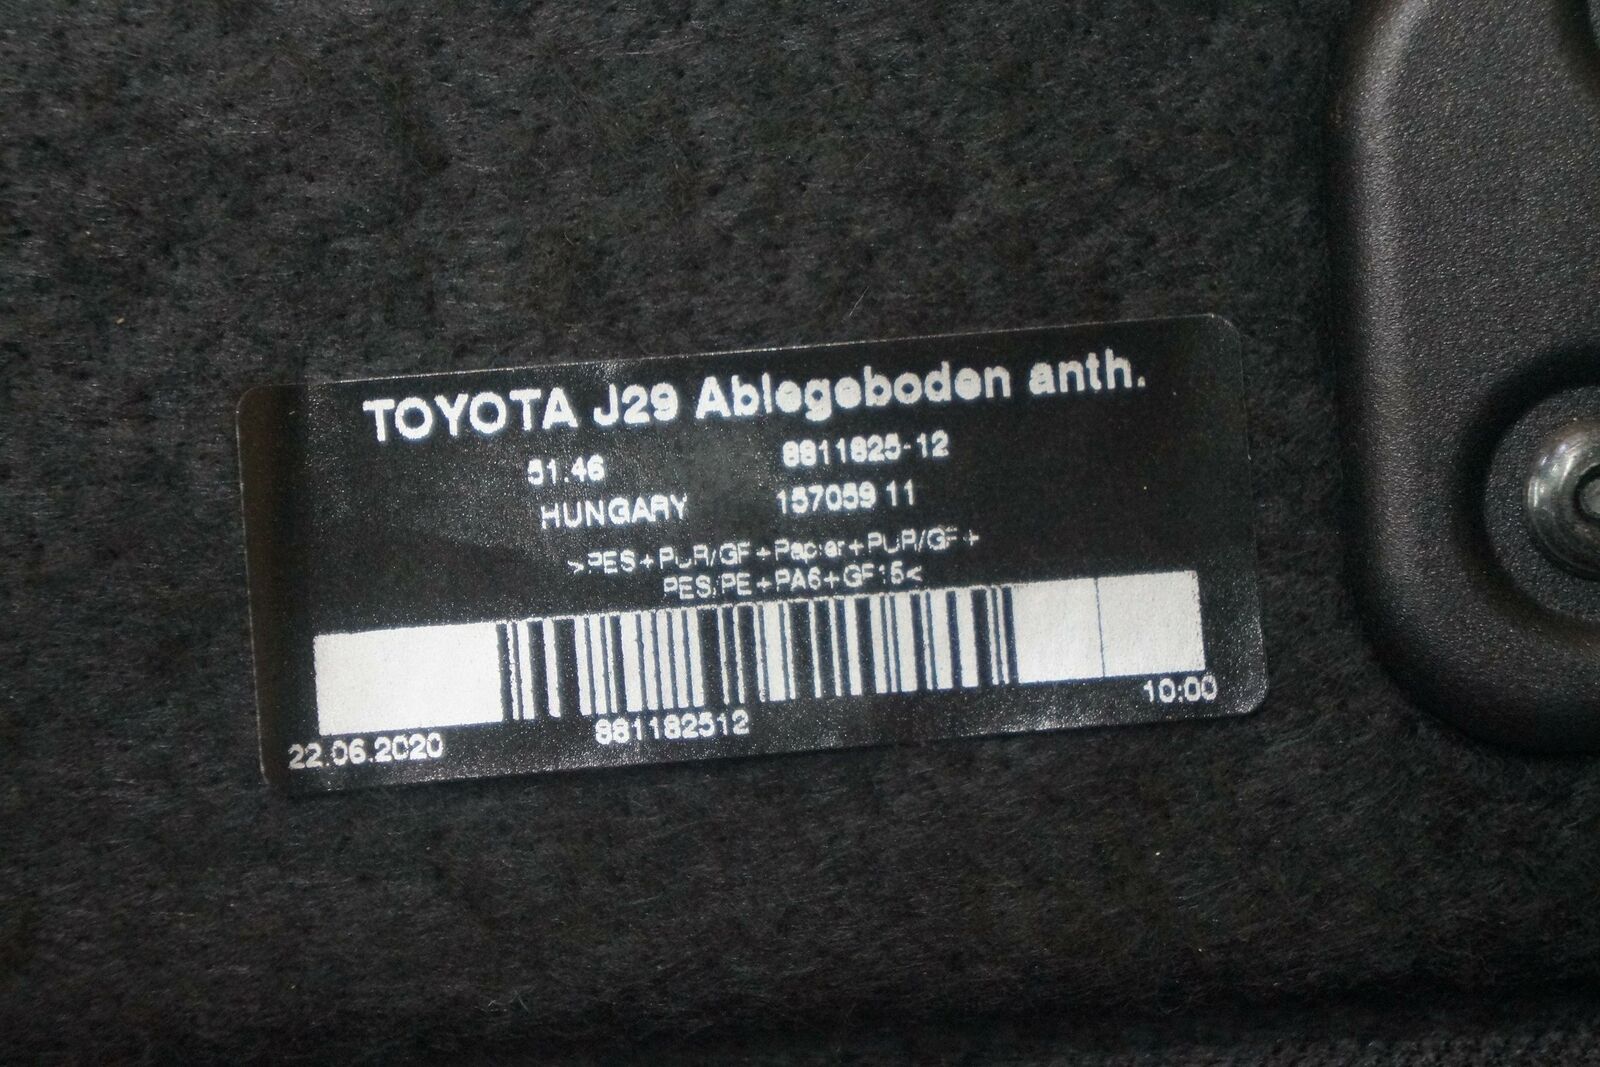 TOYOTA J29 Ablegeboden anth.
51.46 8811825-12
HUNGARY 157059 11
>PES+PUR/GF+Papier+PUR/GF+
PES/PE+PA6+GF15<
22.06.2020 881182512 10:00